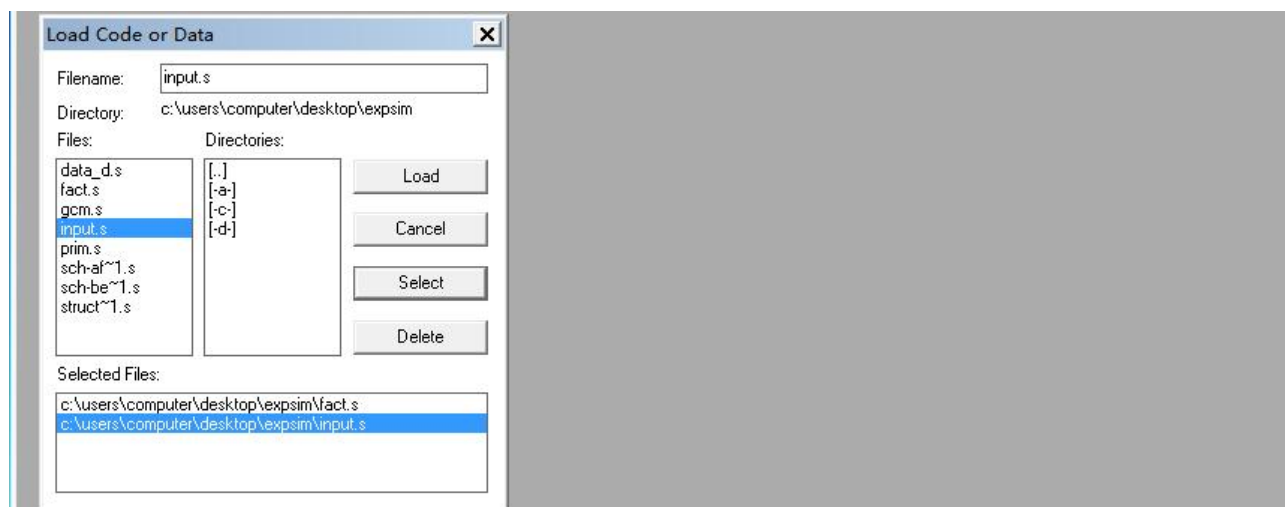 Load Code or Data
Filename: input.s
Directory: c:\users\computer\desktop\expsim
Files: Directories:
data_d.s
fact.s
gcm.s
input.s
prim.s
sch-af~1.s
sch-be~1.s
struct~1.s
[..]
[-a-]
[-c-]
[-d-]
Load
Cancel
Select
Delete
Selected Files:
c:\users\computer\desktop\expsim\fact.s
c:\users\computer\desktop\expsim\input.s